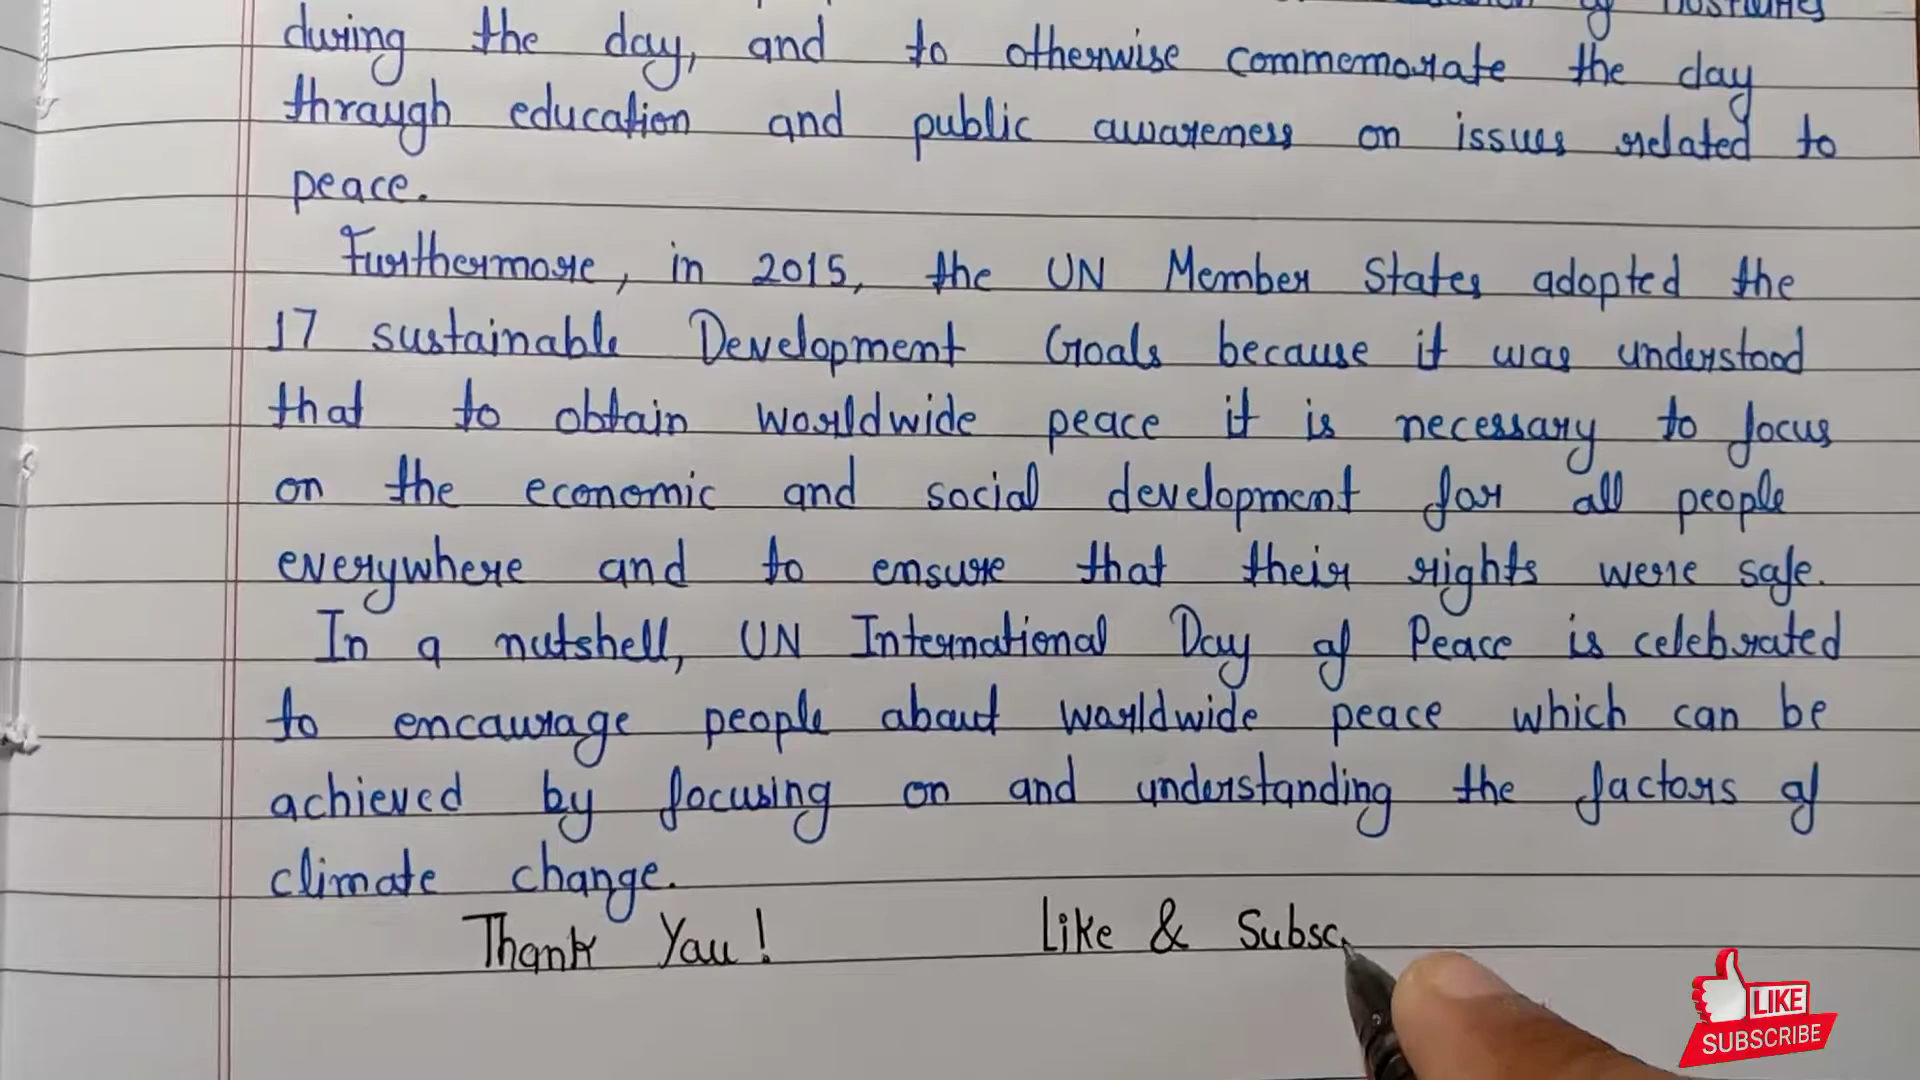 of hostilities
during the day, and to otherwise commemorate the day
through education and public awareness on issues related to
peace.
Furthermore, in 2015, the UN Member States adopted the
17 sustainable Development Goals because it was understood
that to obtain worldwide peace it is necessary to focus
on the economic and social development for all people
everywhere and to ensure that their rights were safe.
In a nutshell, UN International Day of Peace is celebrated
to encourage people about worldwide peace which can be
achieved by focusing on and understanding the factors of
climate change.
Thank You! Like & Subsc
LIKE
SUBSCRIBE